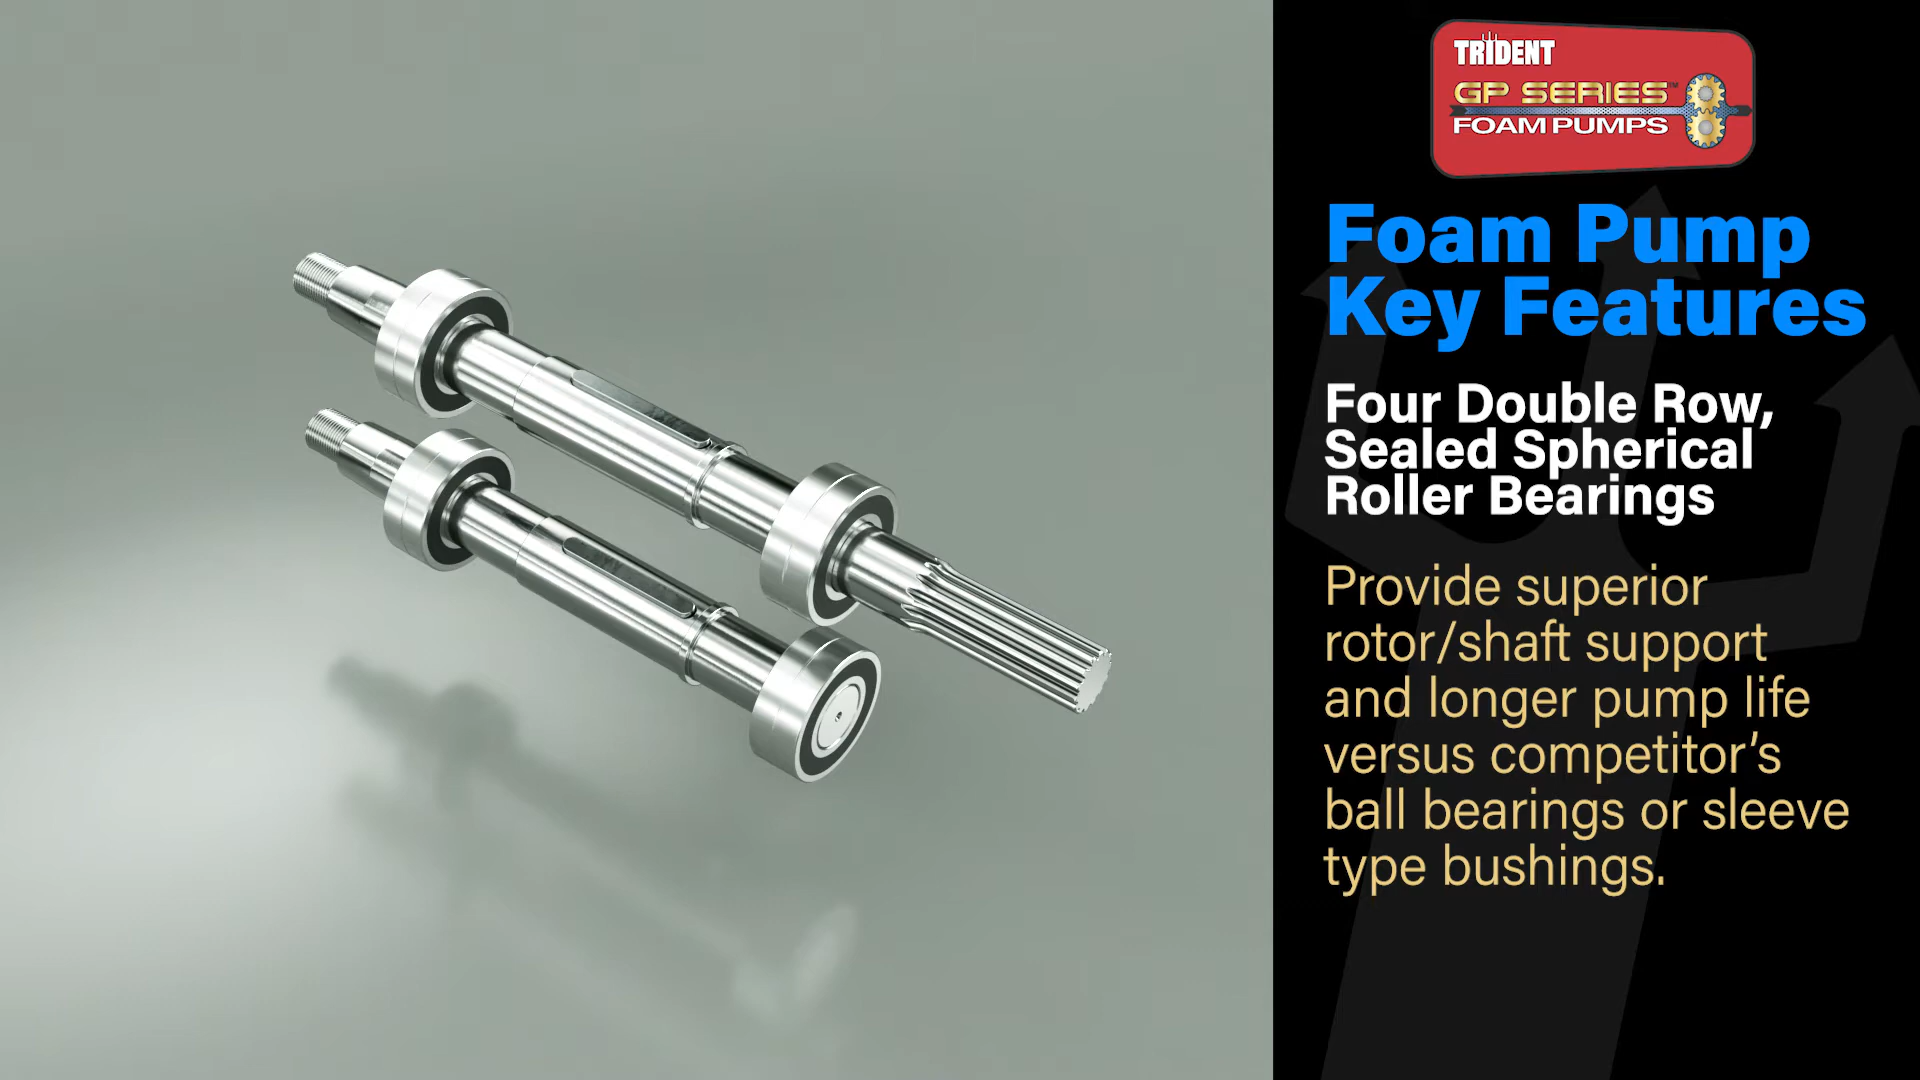 TRIDENT
GP SERIES™
FOAM PUMPS
Foam Pump
Key Features
Four Double Row,
Sealed Spherical
Roller Bearings
Provide superior
rotor/shaft support
and longer pump life
versus competitor's
ball bearings or sleeve
type bushings.